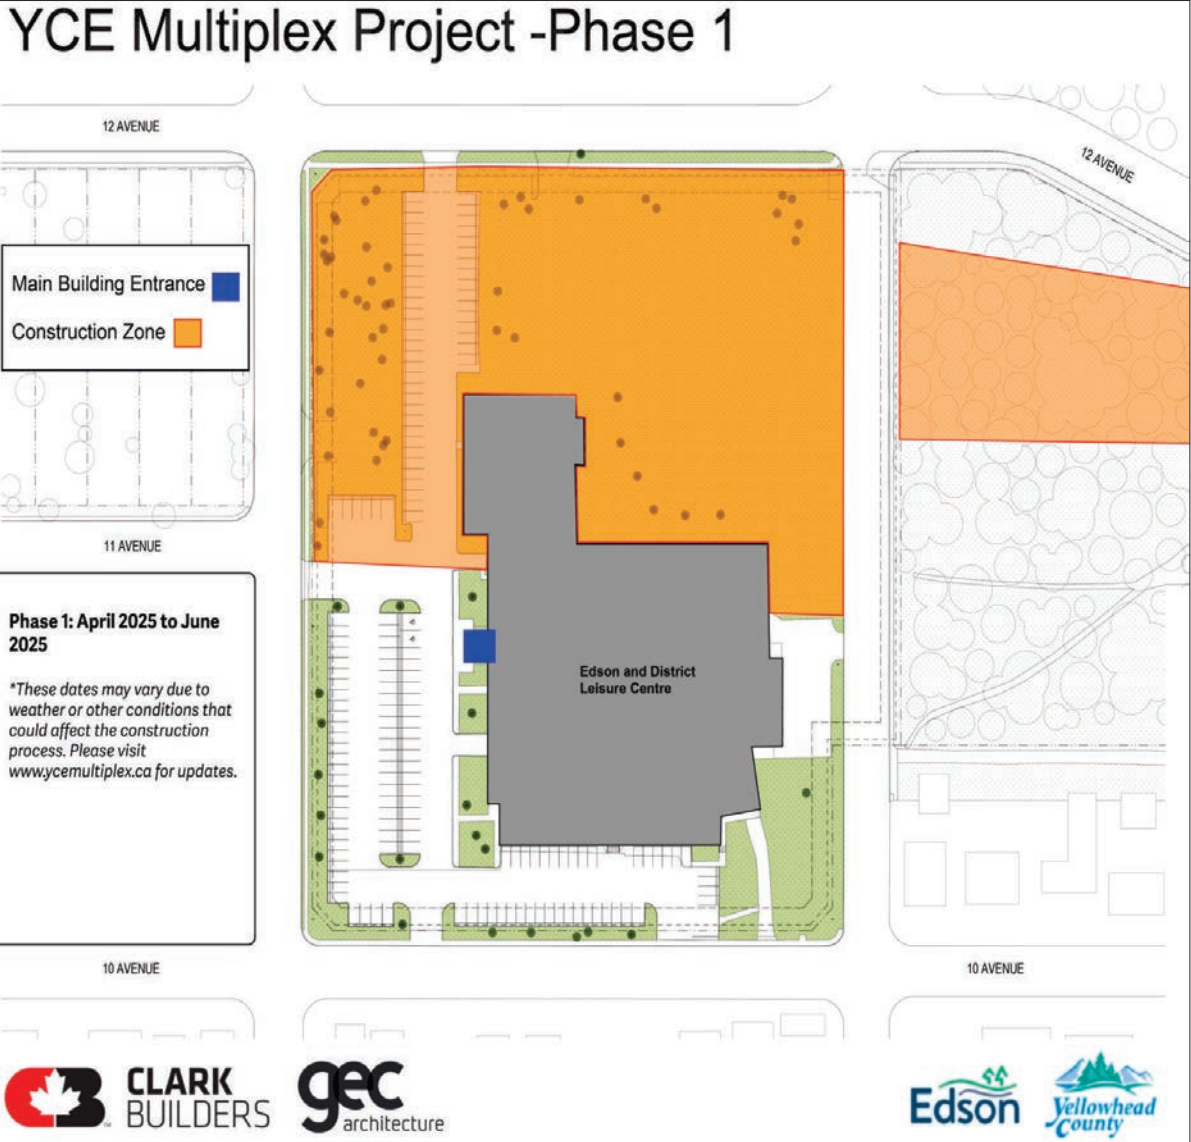 YCE Multiplex Project -Phase 1
12 AVENUE
12 AVENUE
Main Building Entrance
Construction Zone
11 AVENUE
Phase 1: April 2025 to June
2025
*These dates may vary due to
weather or other conditions that
could affect the construction
process. Please visit
www.ycemultiplex.ca for updates.
Edson and District
Leisure Centre
10 AVENUE
10 AVENUE
CLARK
BUILDERS
gec
architecture
Edson
Yellowhead
County